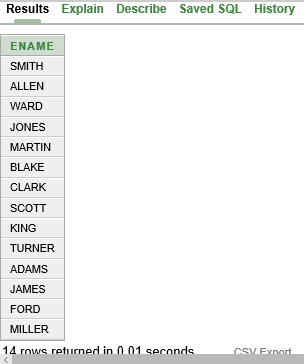 Results Explain Describe Saved SQL History
ENAME
SMITH
ALLEN
WARD
JONES
MARTIN
BLAKE
CLARK
SCOTT
KING
TURNER
ADAMS
JAMES
FORD
MILLER
14 rows returned in 0.01 seconds CSV Export